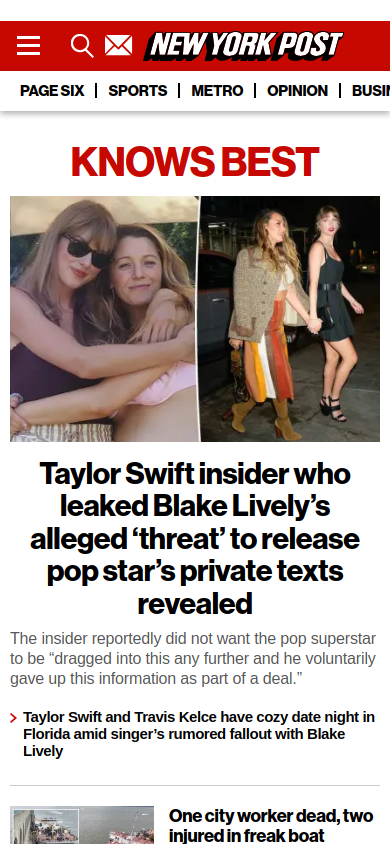 NEW YORK POST
PAGE SIX
SPORTS
METRO
OPINION
BUSIN
KNOWS BEST
Taylor Swift insider who
leaked Blake Lively’s
alleged ‘threat’ to release
pop star’s private texts
revealed
The insider reportedly did not want the pop superstar
to be “dragged into this any further and he voluntarily
gave up this information as part of a deal.”
Taylor Swift and Travis Kelce have cozy date night in
Florida amid singer’s rumored fallout with Blake
Lively
One city worker dead, two
injured in freak boat